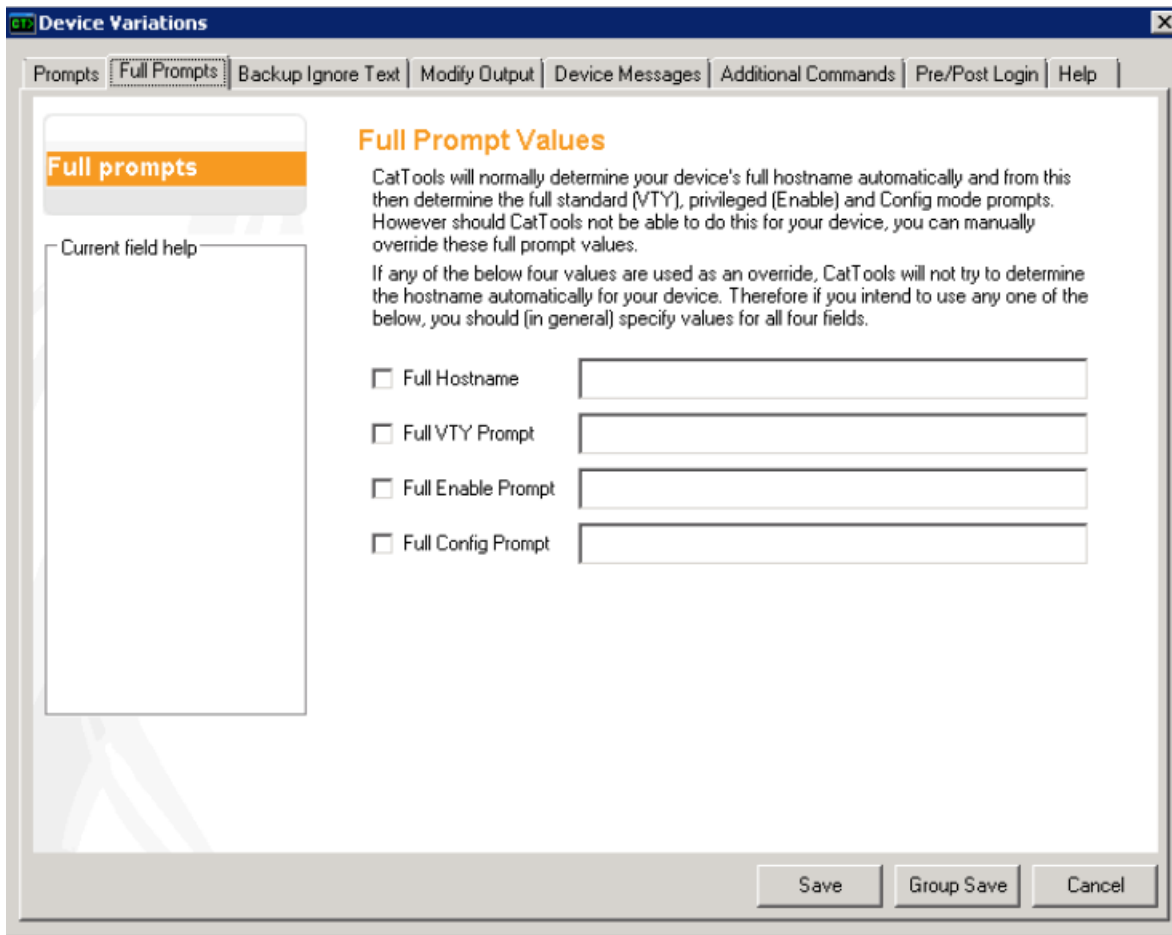 CT>
Device Variations
Prompts
Full Prompts
Backup Ignore Text
Modify Output
Device Messages
Additional Commands
Pre/Post Login
Help
Full prompts
Current field help
Full Prompt Values
CatTools will normally determine your device's full hostname automatically and from this
then determine the full standard (VTY), privileged (Enable) and Config mode prompts.
However should CatTools not be able to do this for your device, you can manually
override these full prompt values.
If any of the below four values are used as an override, CatTools will not try to determine
the hostname automatically for your device. Therefore if you intend to use any one of the
below, you should (in general) specify values for all four fields.
Full Hostname
Full VTY Prompt
Full Enable Prompt
Full Config Prompt
Save
Group Save
Cancel